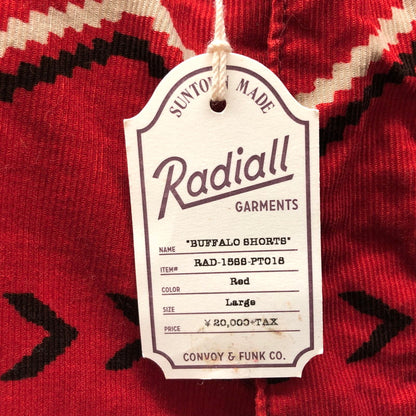 SUNTOWN MADE
Radiall
GARMENTS
NAME "BUFFALO SHORTS"
ITEM# RAD-15SS-PT018
COLOR Red
SIZE Large
PRICE ¥20,000+TAX
CONVOY & FUNK CO.